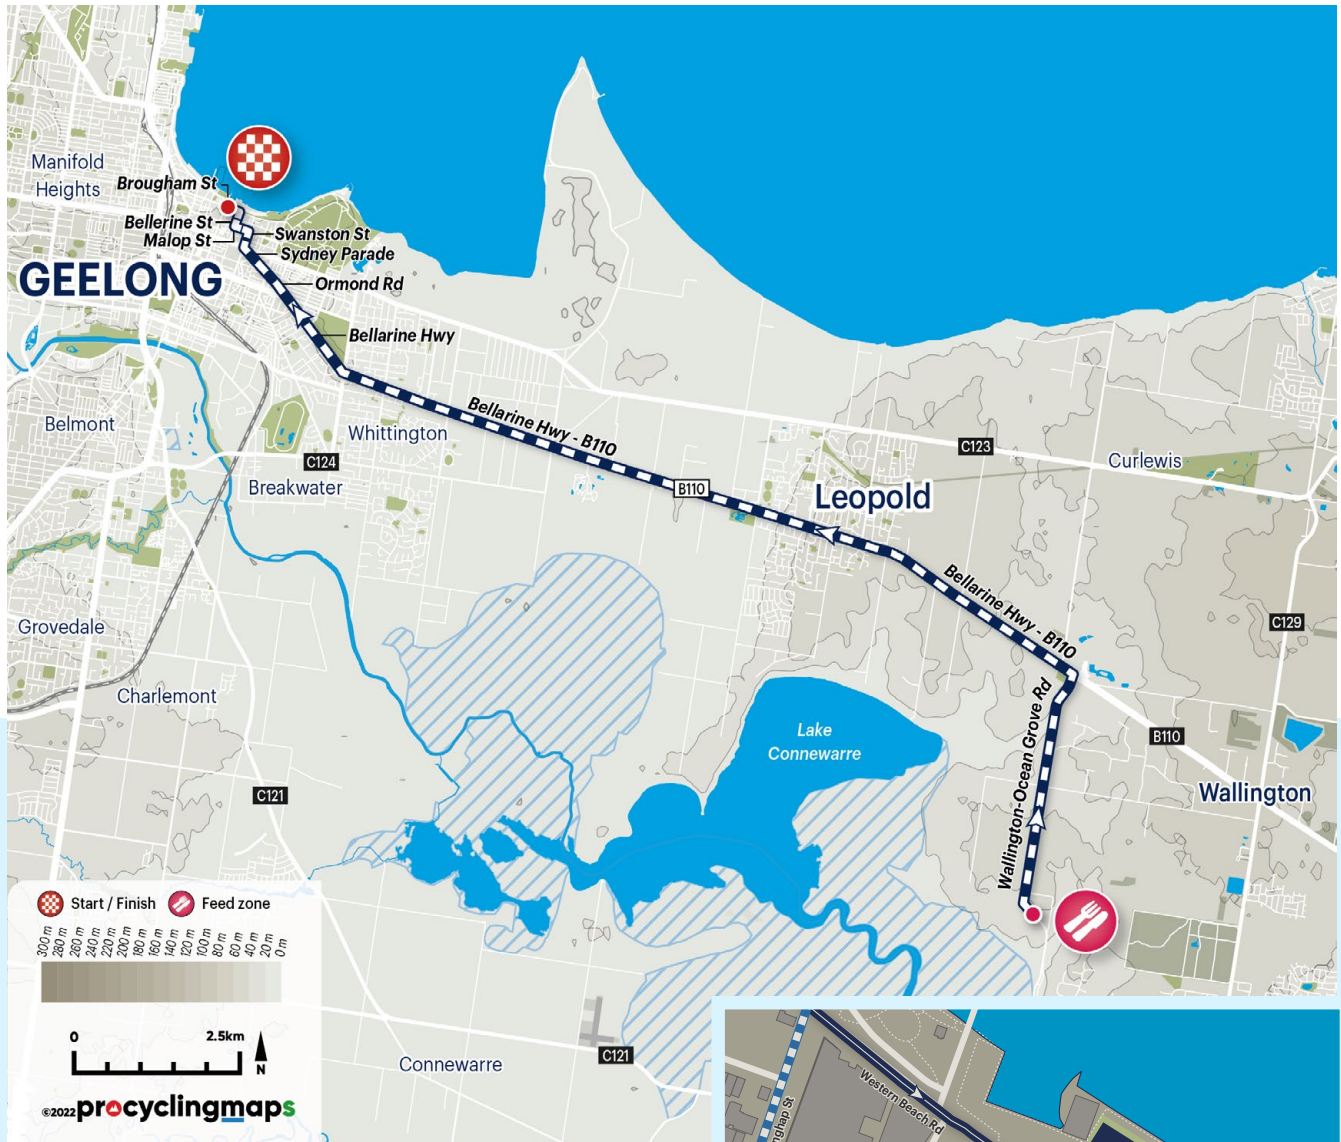 Manifold
Heights
Brougham St
Bellerine St
Malop St
Swanston St
Sydney Parade
GEELONG
Ormond Rd
Bellarine Hwy
Belmont
Whittington
Bellarine Hwy - B110
C124
Breakwater
B110
C123
Curlewis
Leopold
Bellarine Hwy - B110
Grovedale
C129
Charlemont
Wallington-Ocean Grove Rd
Lake
Connewarre
B110
Wallington
C121
Start / Finish
Feed zone
300 m
280 m
260 m
240 m
220 m
200 m
180 m
160 m
140 m
120 m
100 m
80 m
60 m
40 m
20 m
0 m
0
2.5km
N
©2022 procyclingmaps
Connewarre
C121
Western Beach Rd
nghap St